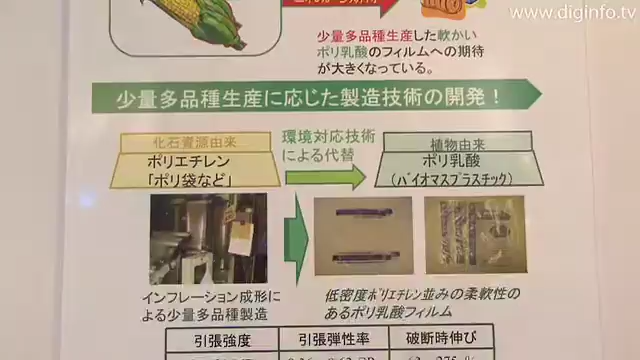 www.diginfo.tv
少量多品種生産した軟かい
ポリ乳酸のフィルムへの期待
が大きくなっている。
少量多品種生産に応じた製造技術の開発！
化石資源由来
ポリエチレン
「ポリ袋など」
環境対応技術
による代替
植物由来
ポリ乳酸
(バイオマスプラスチック)
インフレーション成形に
よる少量多品種製造
低密度ポリエチレン並みの柔軟性の
あるポリ乳酸フィルム
引張強度 引張弾性率 破断時伸び